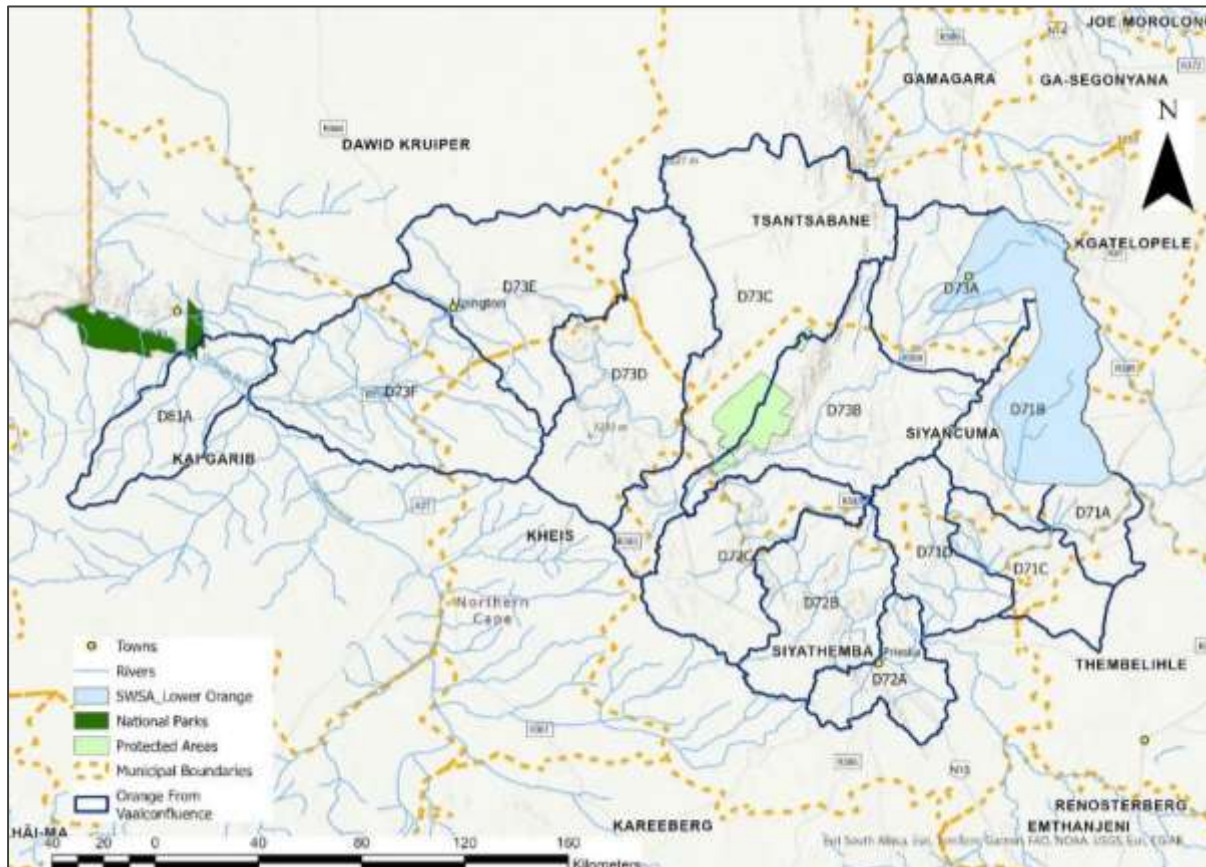 JOE MOROLONG
GAMAGARA
GA-SEGONYANA
N
DAWID KRUIPER
TSANTSABANE
KGATELOPELE
D73A
D73E
D73C
Upington
D73D
D73F
D73B
D71B
D81A
SIYANCUMA
KAI !GARIB
D71A
KHEIS
D72C
D71D
D71C
D72B
Northern
Cape
SIYATHEMBA
Prieska
D72A
THEMBELIHLE
Towns
Rivers
SWSA_Lower Orange
National Parks
Protected Areas
Municipal Boundaries
Orange From
Vaalconfluence
N10
RENOSTERBERG
EMTHANJENI
KAREEBERG
KHÂI-MA
40 20 0 40 80 120 160
Kilometers